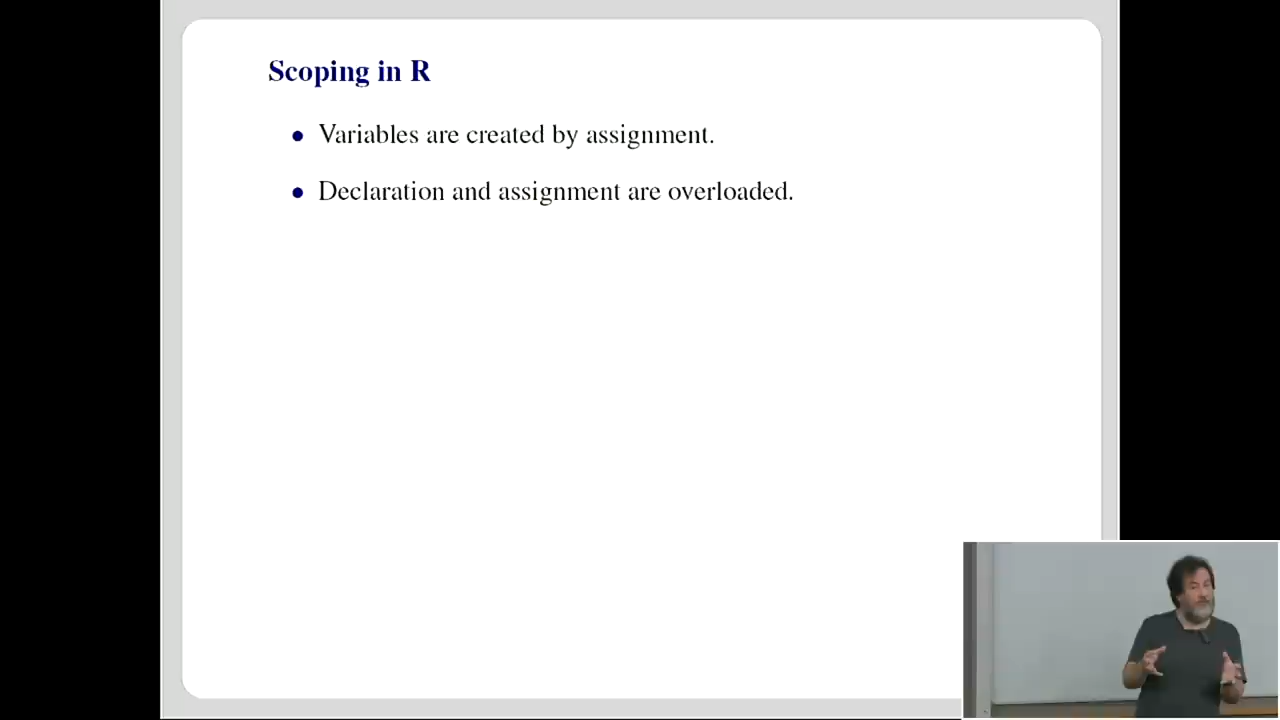 Scoping in R
• Variables are created by assignment.
• Declaration and assignment are overloaded.